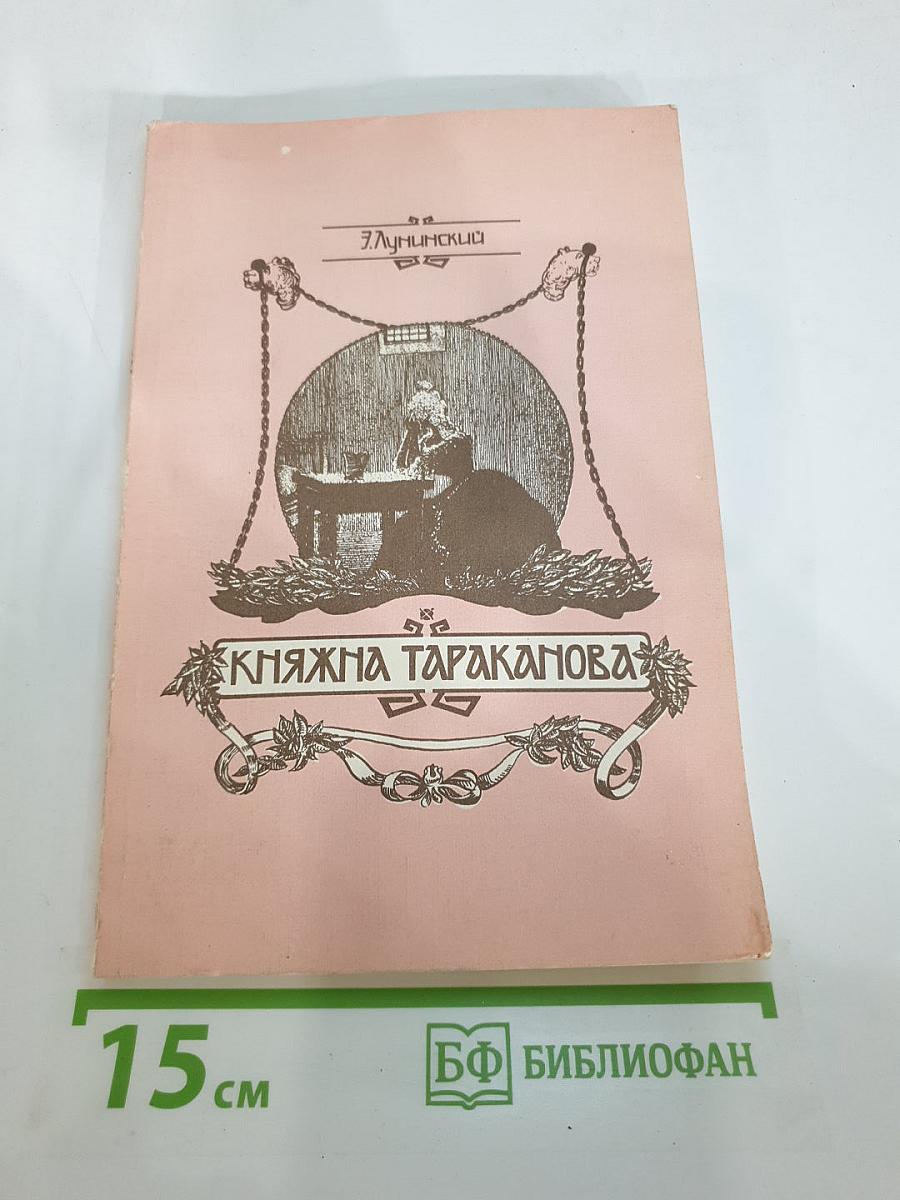 Э.Лунинский
КНЯЖНА ТАРАКАНОВА
15 см
БФ БИБЛИОФАН